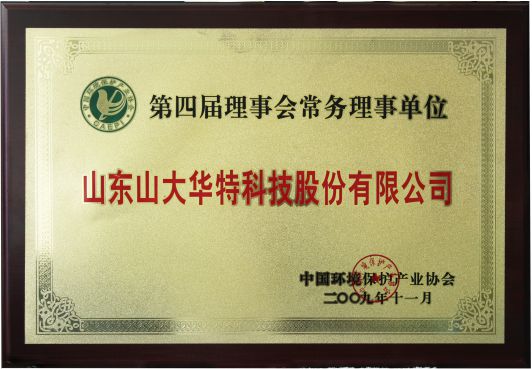 第四届理事会常务理事单位
山东山大华特科技股份有限公司
中国环境保护产业协会
二〇〇九年十一月
CAEPI